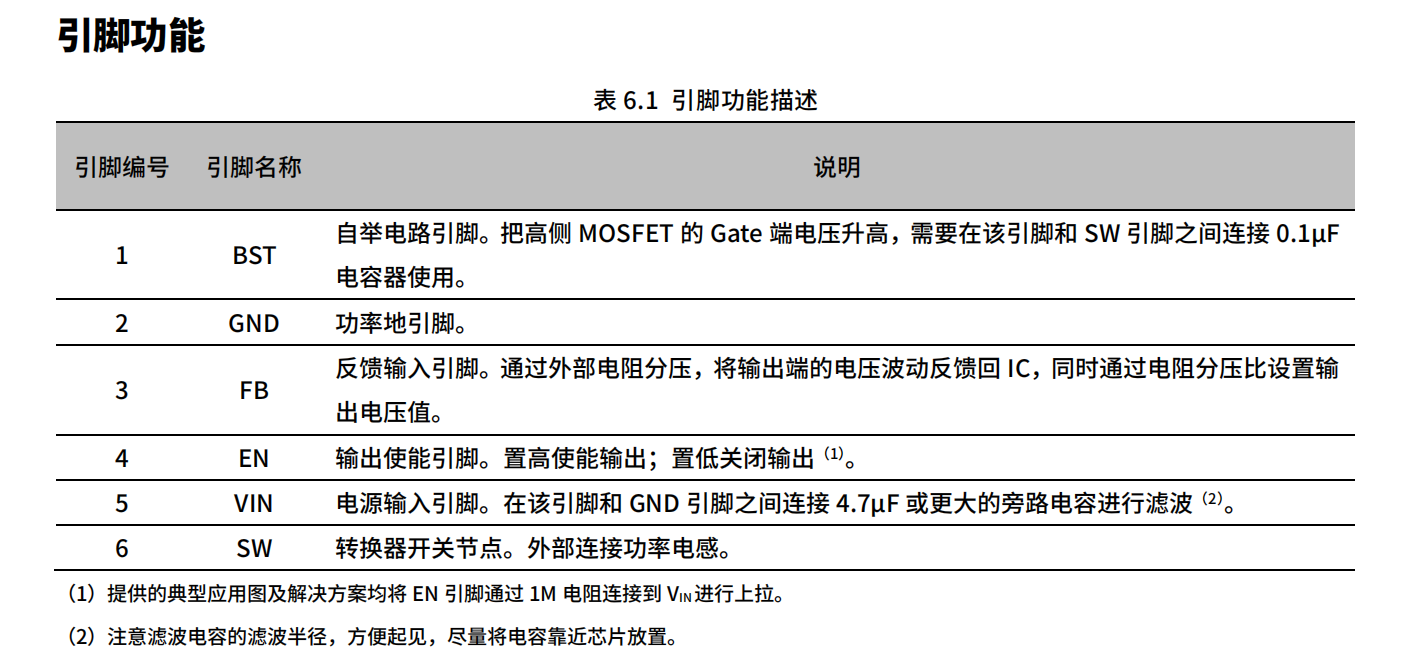 引脚功能
表 6.1 引脚功能描述
引脚编号 引脚名称 说明
自举电路引脚。把高侧 MOSFET 的 Gate 端电压升高，需要在该引脚和 SW 引脚之间连接 0.1μF
1 BST
电容器使用。
2 GND 功率地引脚。
反馈输入引脚。通过外部电阻分压，将输出端的电压波动反馈回 IC，同时通过电阻分压比设置输
3 FB
出电压值。
4 EN 输出使能引脚。置高使能输出；置低关闭输出（1）。
5 VIN 电源输入引脚。在该引脚和 GND 引脚之间连接 4.7μF 或更大的旁路电容进行滤波（2）。
6 SW 转换器开关节点。外部连接功率电感。
（1）提供的典型应用图及解决方案均将 EN 引脚通过 1M 电阻连接到 VIN进行上拉。
（2）注意滤波电容的滤波半径，方便起见，尽量将电容靠近芯片放置。